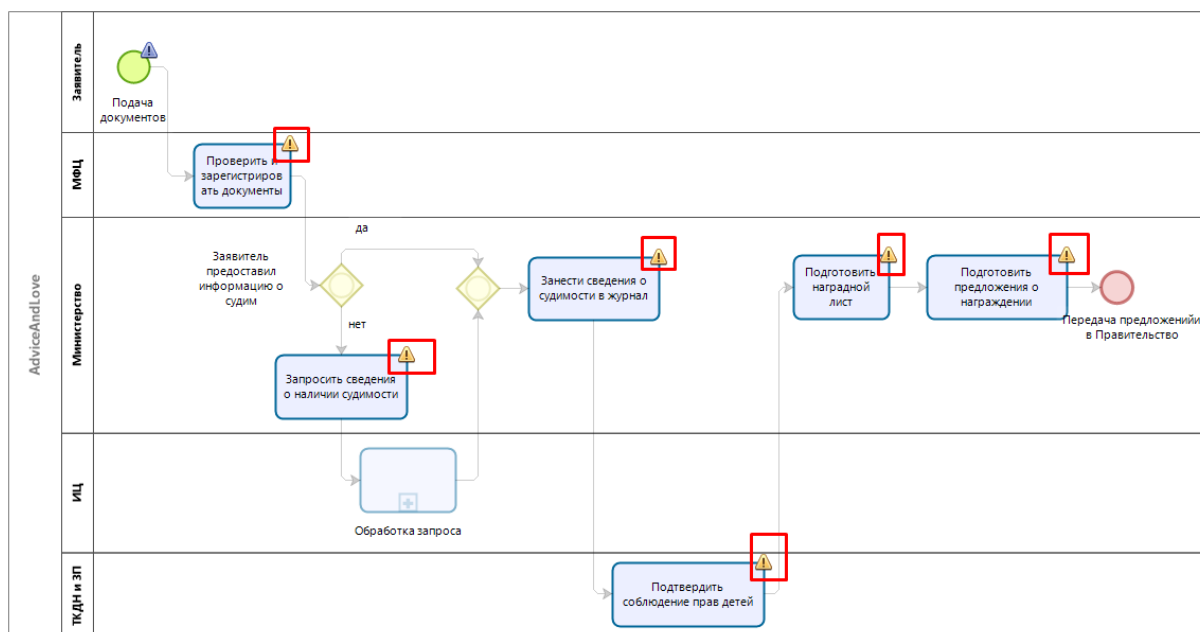 AdviceAndLove
Заявитель
Подача
документов
МФЦ
Проверить и
зарегистриров
ать документы
Министерство
да
Заявитель
предоставил
информацию о
судим
нет
Запросить сведения
о наличии судимости
Занести сведения о
судимости в журнал
Подготовить
наградной
лист
Подготовить
предложения о
награждении
Передача предложенийи
в Правительство
ИЦ
Обработка запроса
ТКДН и ЗП
Подтвердить
соблюдение прав детей